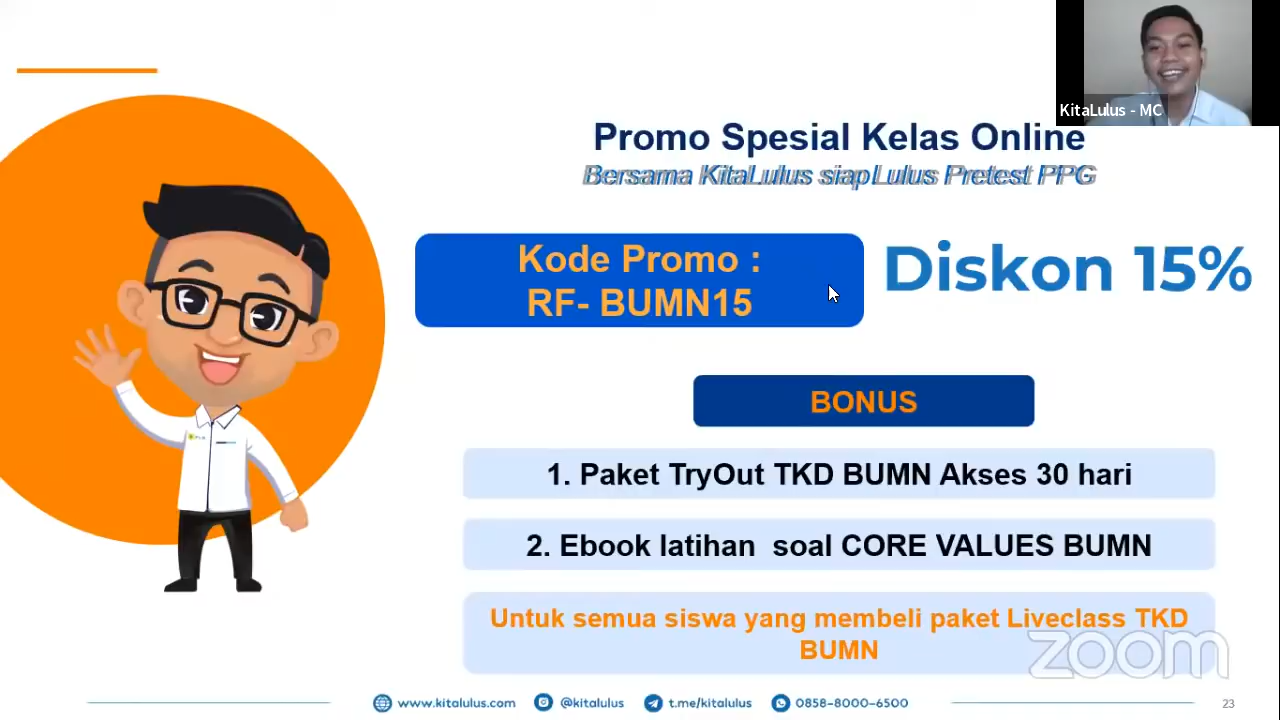 KitaLulus - MC
Promo Spesial Kelas Online
Bersama KitaLulus siap Lulus Pretest PPG
Kode Promo :
RF- BUMN15
Diskon 15%
BONUS
1. Paket TryOut TKD BUMN Akses 30 hari
2. Ebook latihan soal CORE VALUES BUMN
Untuk semua siswa yang membeli paket Liveclass TKD
BUMN
zoom
www.kitalulus.com @kitalulus t.me/kitalulus 0858-8000-6500
23